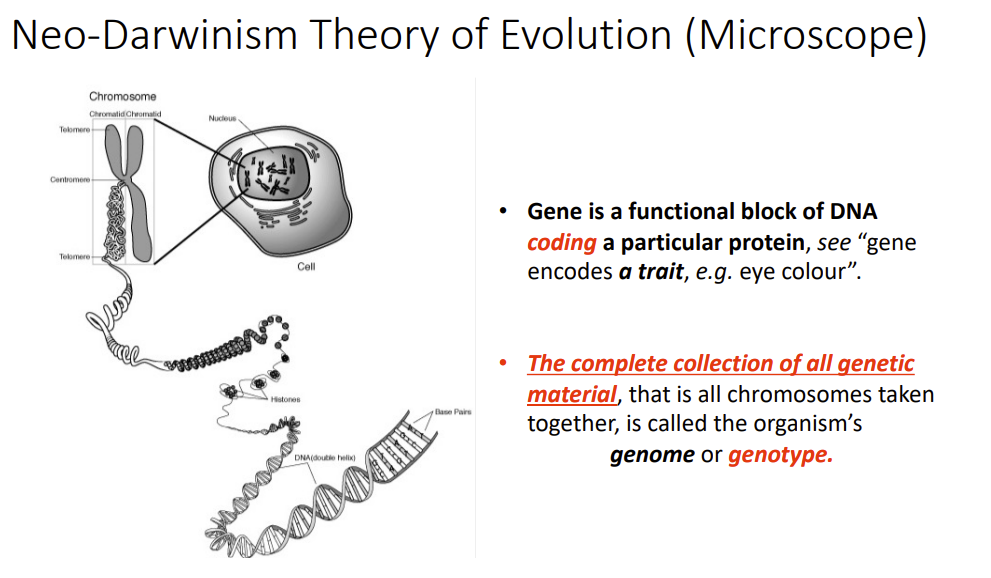 Neo-Darwinism Theory of Evolution (Microscope)
Chromosome
Chromatid Chromatid
Telomere
Nucleus
Centromere
Telomere
Cell
Histones
Base Pairs
DNA(double helix)
• Gene is a functional block of DNA
coding a particular protein, see “gene
encodes a trait, e.g. eye colour”.
• The complete collection of all genetic
material, that is all chromosomes taken
together, is called the organism’s
genome or genotype.